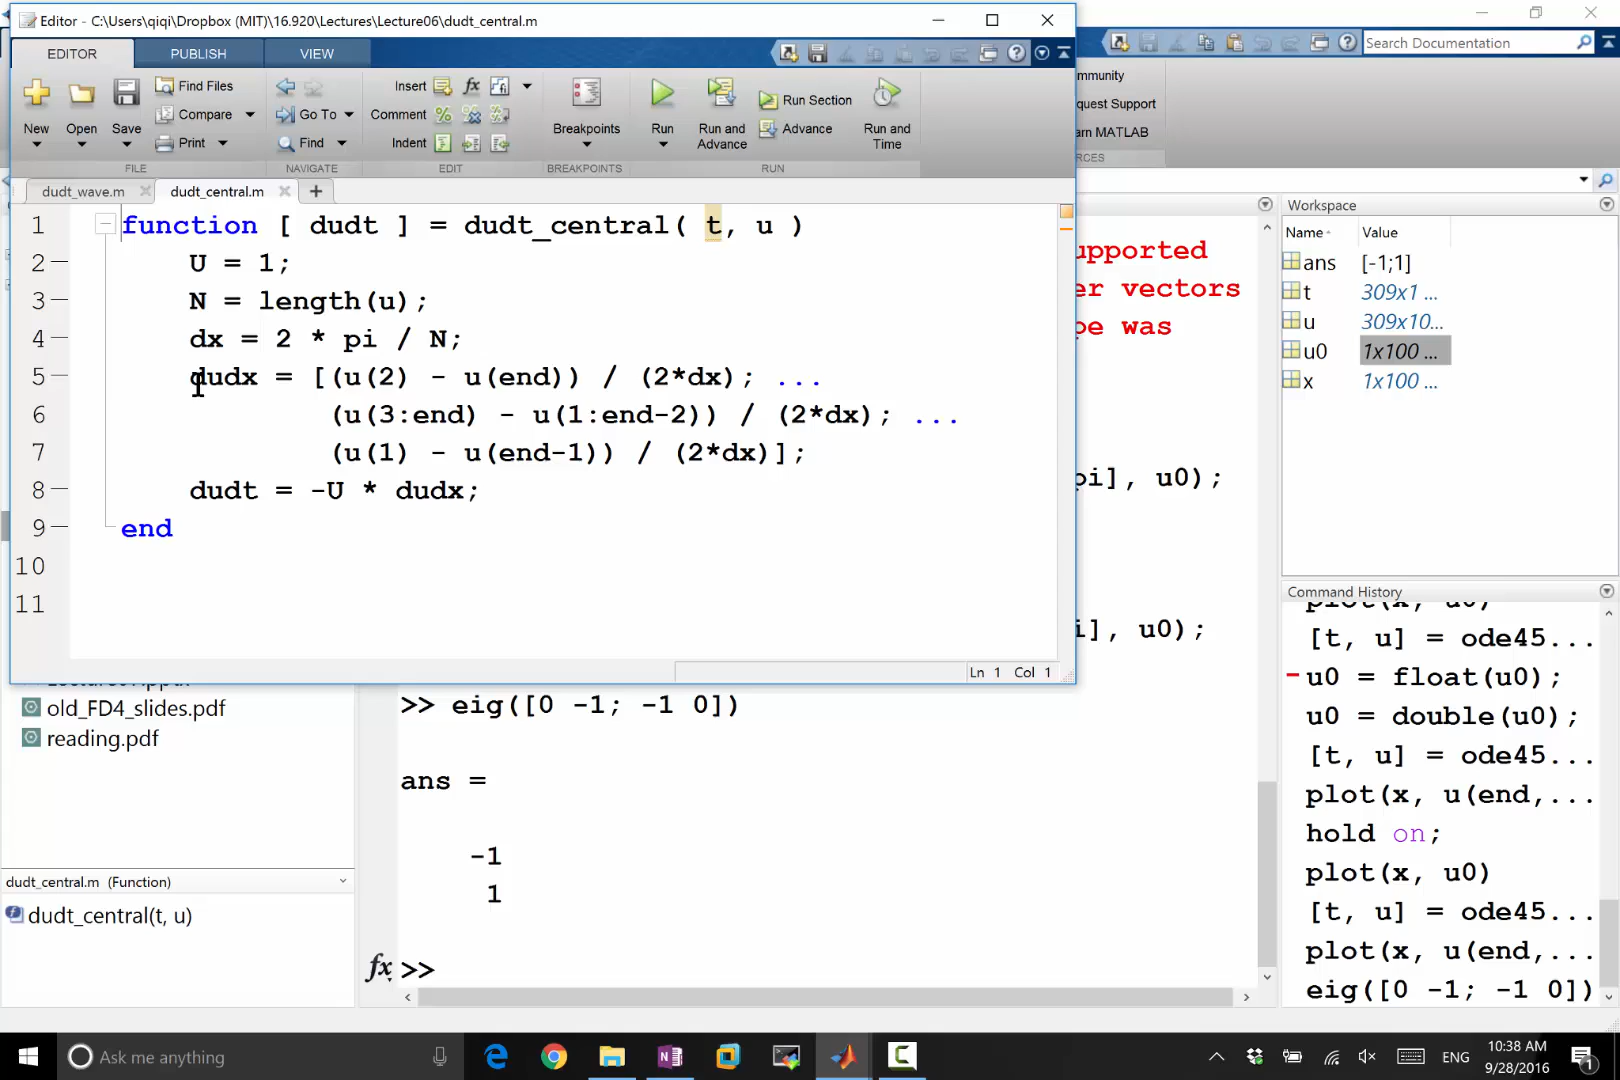 Editor - C:\Users\qiqi\Dropbox (MIT)\16.920\Lectures\Lecture06\dudt_central.m
EDITOR PUBLISH VIEW
Search Documentation
New Open Save
Find Files
Compare
Print
FILE
Go To
Find
NAVIGATE
Insert
Comment
Indent
EDIT
Breakpoints
BREAKPOINTS
Run
Run and Advance
Run Section
Advance
Run and Time
RUN
mmunity
quest Support
arn MATLAB
RCES
dudt_wave.m dudt_central.m
1 function [ dudt ] = dudt_central( t, u )
2 U = 1;
3 N = length(u);
4 dx = 2 * pi / N;
5 dudx = [(u(2) - u(end)) / (2*dx); ...
6 (u(3:end) - u(1:end-2)) / (2*dx); ...
7 (u(1) - u(end-1)) / (2*dx)];
8 dudt = -U * dudx;
9 end
10
11
Ln 1 Col 1
upported
er vectors
pe was
pi], u0);
i], u0);
>> eig([0 -1; -1 0])
ans =
-1
1
fx >>
Workspace
Name Value
ans [-1;1]
t 309x1 ...
u 309x10...
u0 1x100 ...
x 1x100 ...
Command History
plot(x, u0)
[t, u] = ode45...
u0 = float(u0);
u0 = double(u0);
[t, u] = ode45...
plot(x, u(end,...
hold on;
plot(x, u0)
[t, u] = ode45...
plot(x, u(end,...
eig([0 -1; -1 0])
old_FD4_slides.pdf
reading.pdf
dudt_central.m (Function)
dudt_central(t, u)
Ask me anything
ENG
10:38 AM
9/28/2016
1